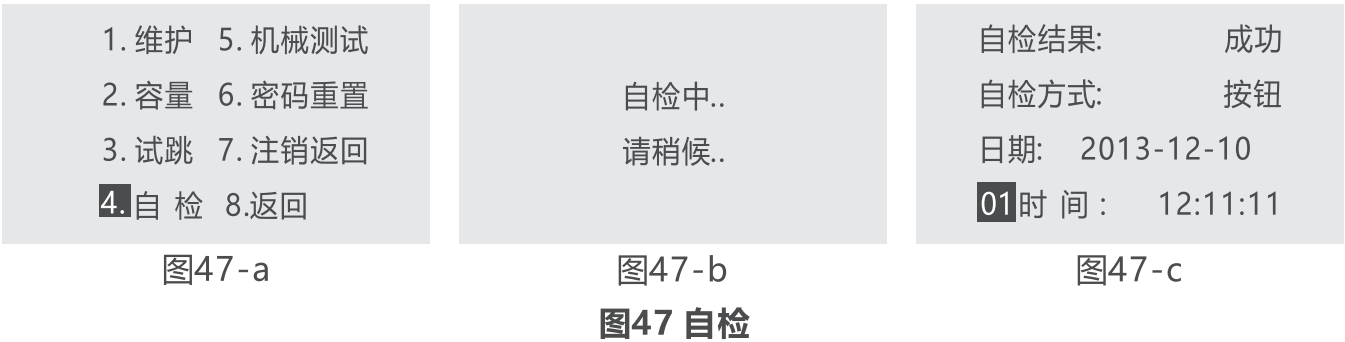 1. 维护 5. 机械测试
2. 容量 6. 密码重置
3. 试跳 7. 注销返回
4. 自 检 8.返回
图47-a
自检中..
请稍候..
图47-b
自检结果: 成功
自检方式: 按钮
日期: 2013-12-10
01时 间 : 12:11:11
图47-c
图47 自检